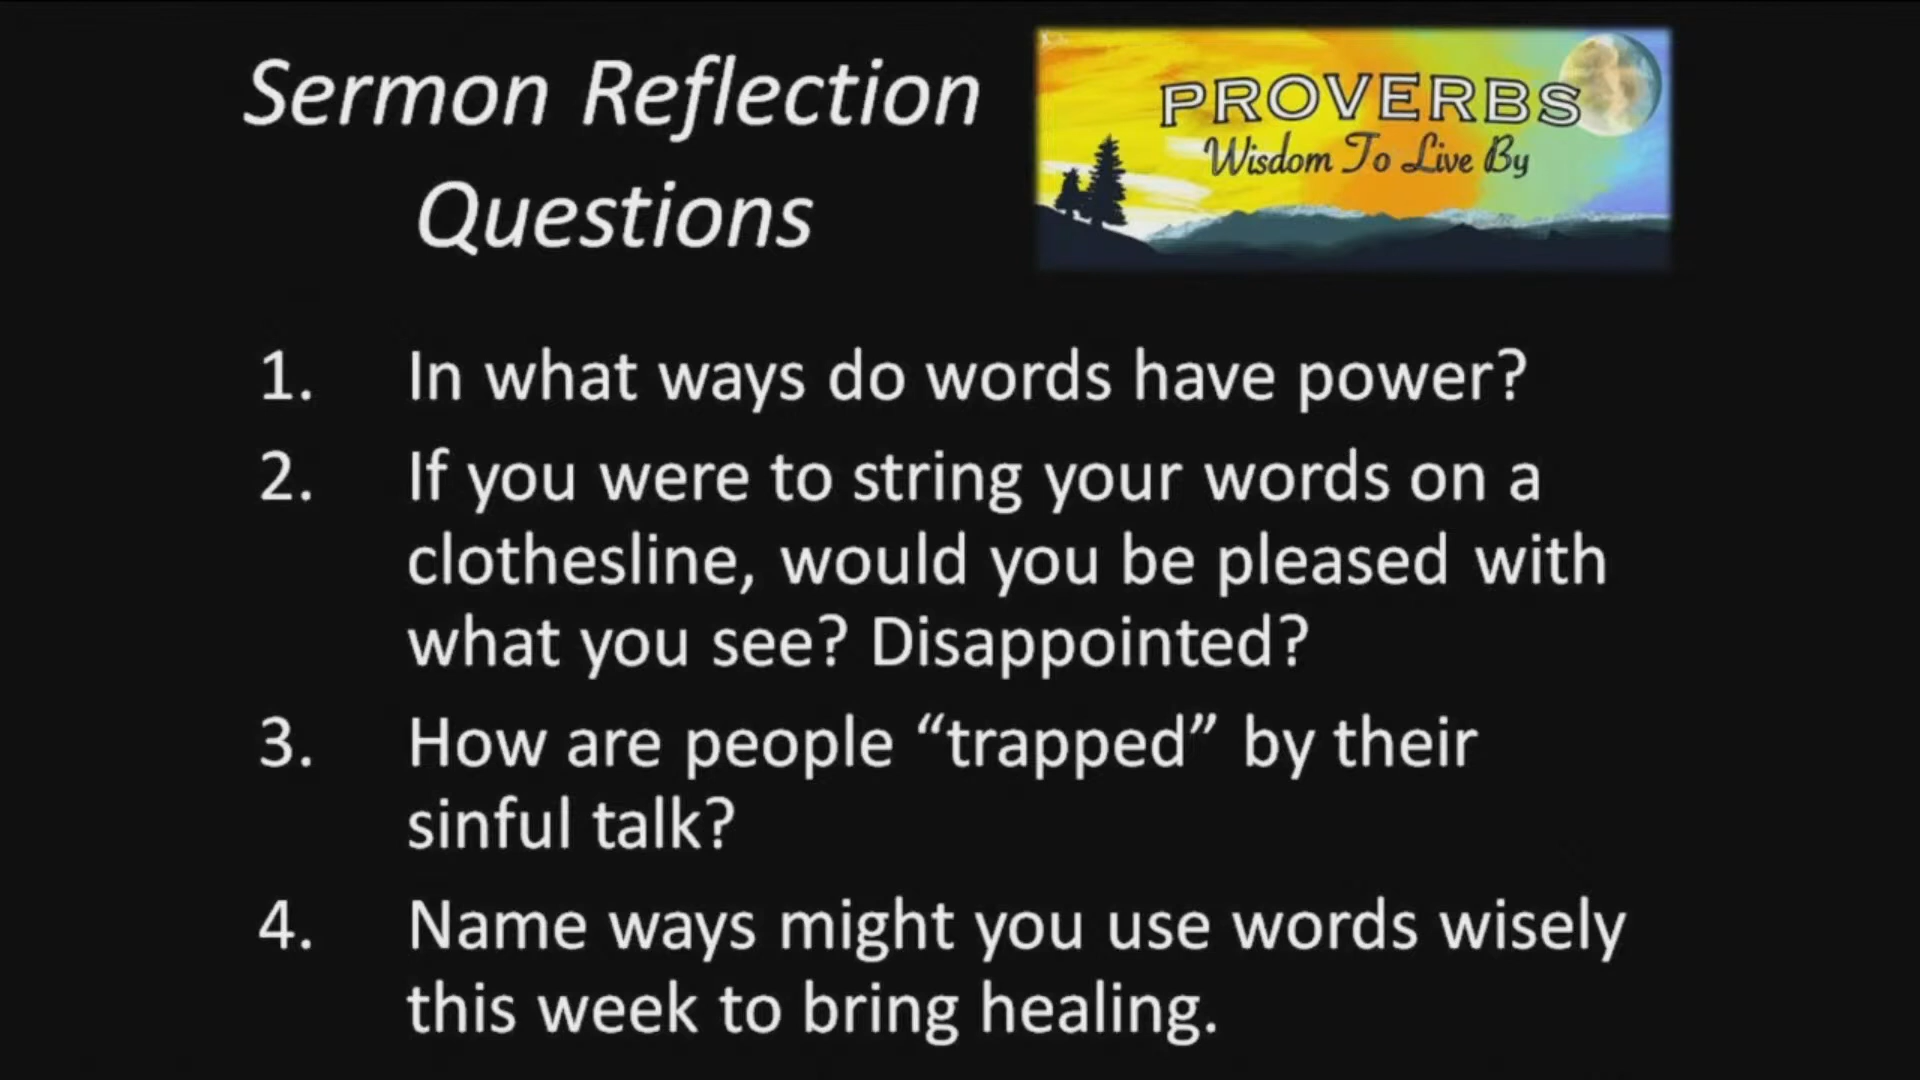 Sermon Reflection
Questions
PROVERBS
Wisdom To Live By
1. In what ways do words have power?
2. If you were to string your words on a
clothesline, would you be pleased with
what you see? Disappointed?
3. How are people “trapped” by their
sinful talk?
4. Name ways might you use words wisely
this week to bring healing.